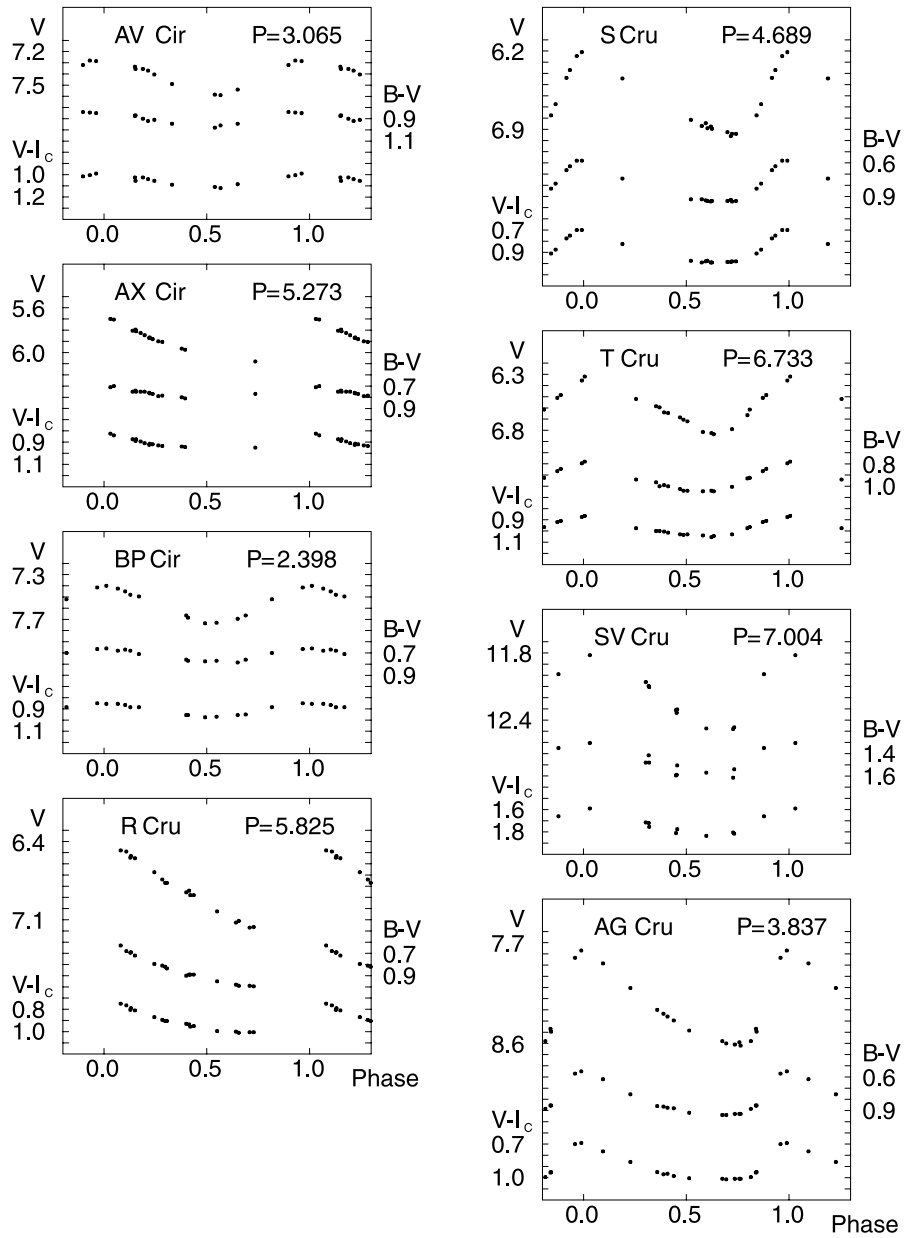 V
AV Cir P=3.065
7.2
7.5
B-V
0.9
1.1
V-I_C
1.0
1.2
0.0 0.5 1.0
V
AX Cir P=5.273
5.6
6.0
B-V
0.7
0.9
V-I_C
0.9
1.1
0.0 0.5 1.0
V
BP Cir P=2.398
7.3
7.7
B-V
0.7
0.9
V-I_C
0.9
1.1
0.0 0.5 1.0
V
R Cru P=5.825
6.4
7.1
B-V
0.7
0.9
V-I_C
0.8
1.0
0.0 0.5 1.0
Phase
V
S Cru P=4.689
6.2
6.9
B-V
0.6
0.9
V-I_C
0.7
0.9
0.0 0.5 1.0
V
T Cru P=6.733
6.3
6.8
B-V
0.8
1.0
V-I_C
0.9
1.1
0.0 0.5 1.0
V
SV Cru P=7.004
11.8
12.4
B-V
1.4
1.6
V-I_C
1.6
1.8
0.0 0.5 1.0
V
AG Cru P=3.837
7.7
8.6
B-V
0.6
0.9
V-I_C
0.7
1.0
0.0 0.5 1.0
Phase